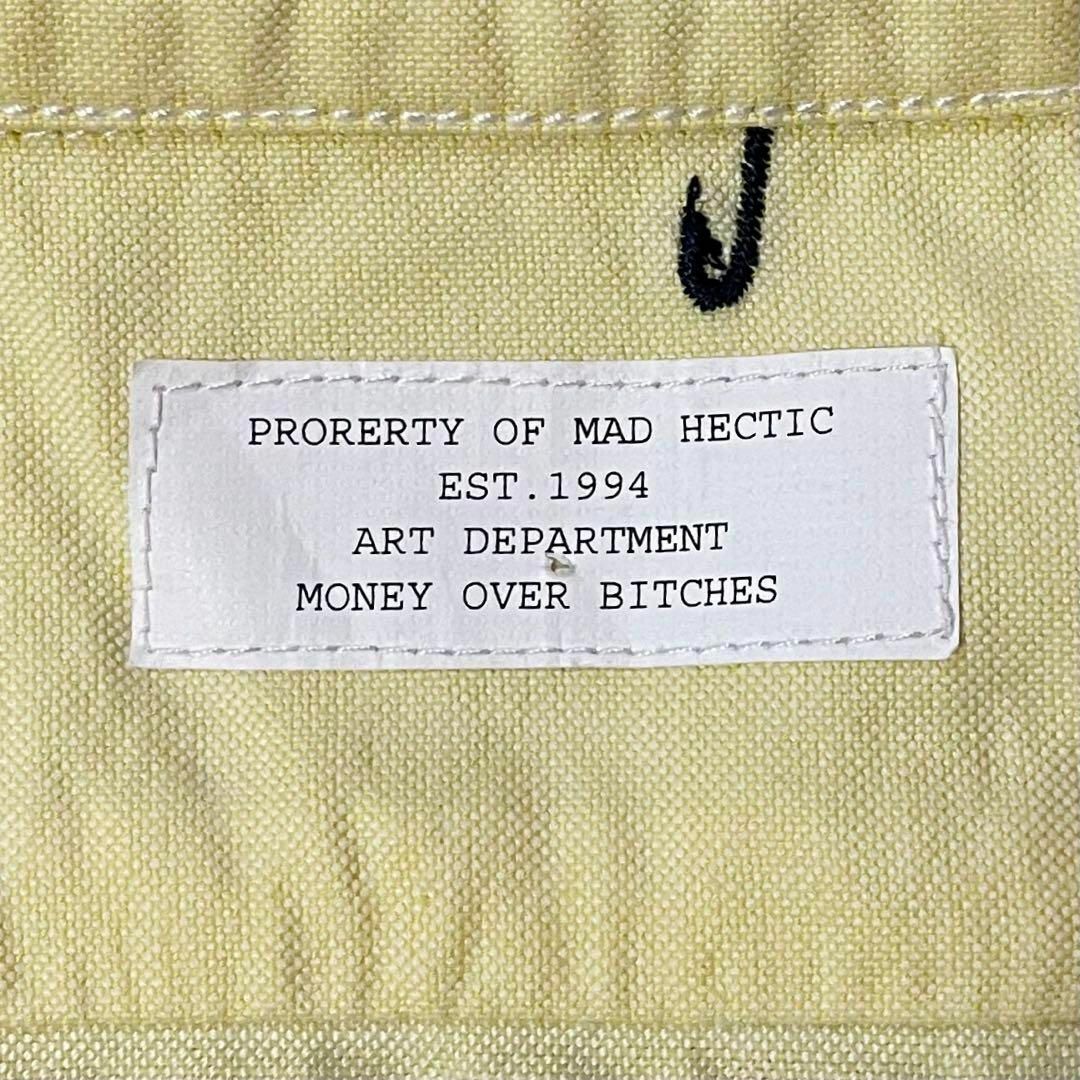 PRORERTY OF MAD HECTIC
EST.1994
ART DEPARTMENT
MONEY OVER BITCHES